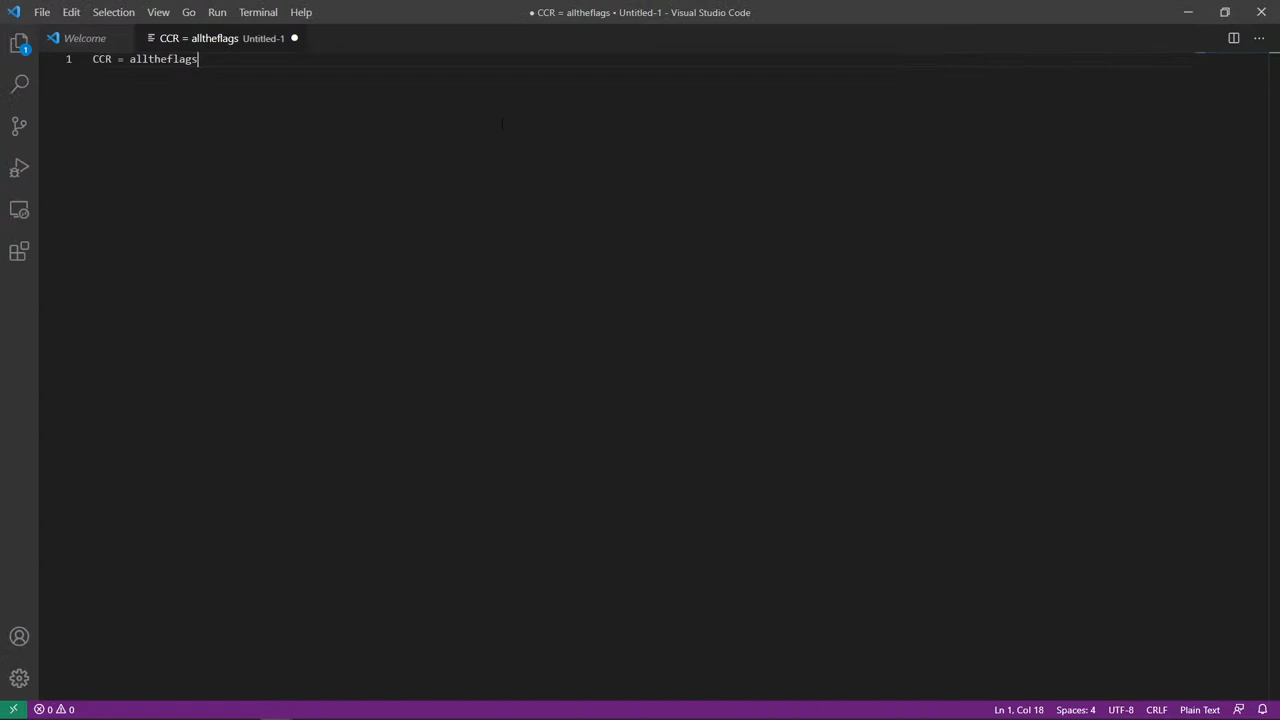 File Edit Selection View Go Run Terminal Help
● CCR = alltheflags • Untitled-1 - Visual Studio Code
Welcome
CCR = alltheflags Untitled-1
1 CCR = alltheflags
1
0 0
Ln 1, Col 18 Spaces: 4 UTF-8 CRLF Plain Text